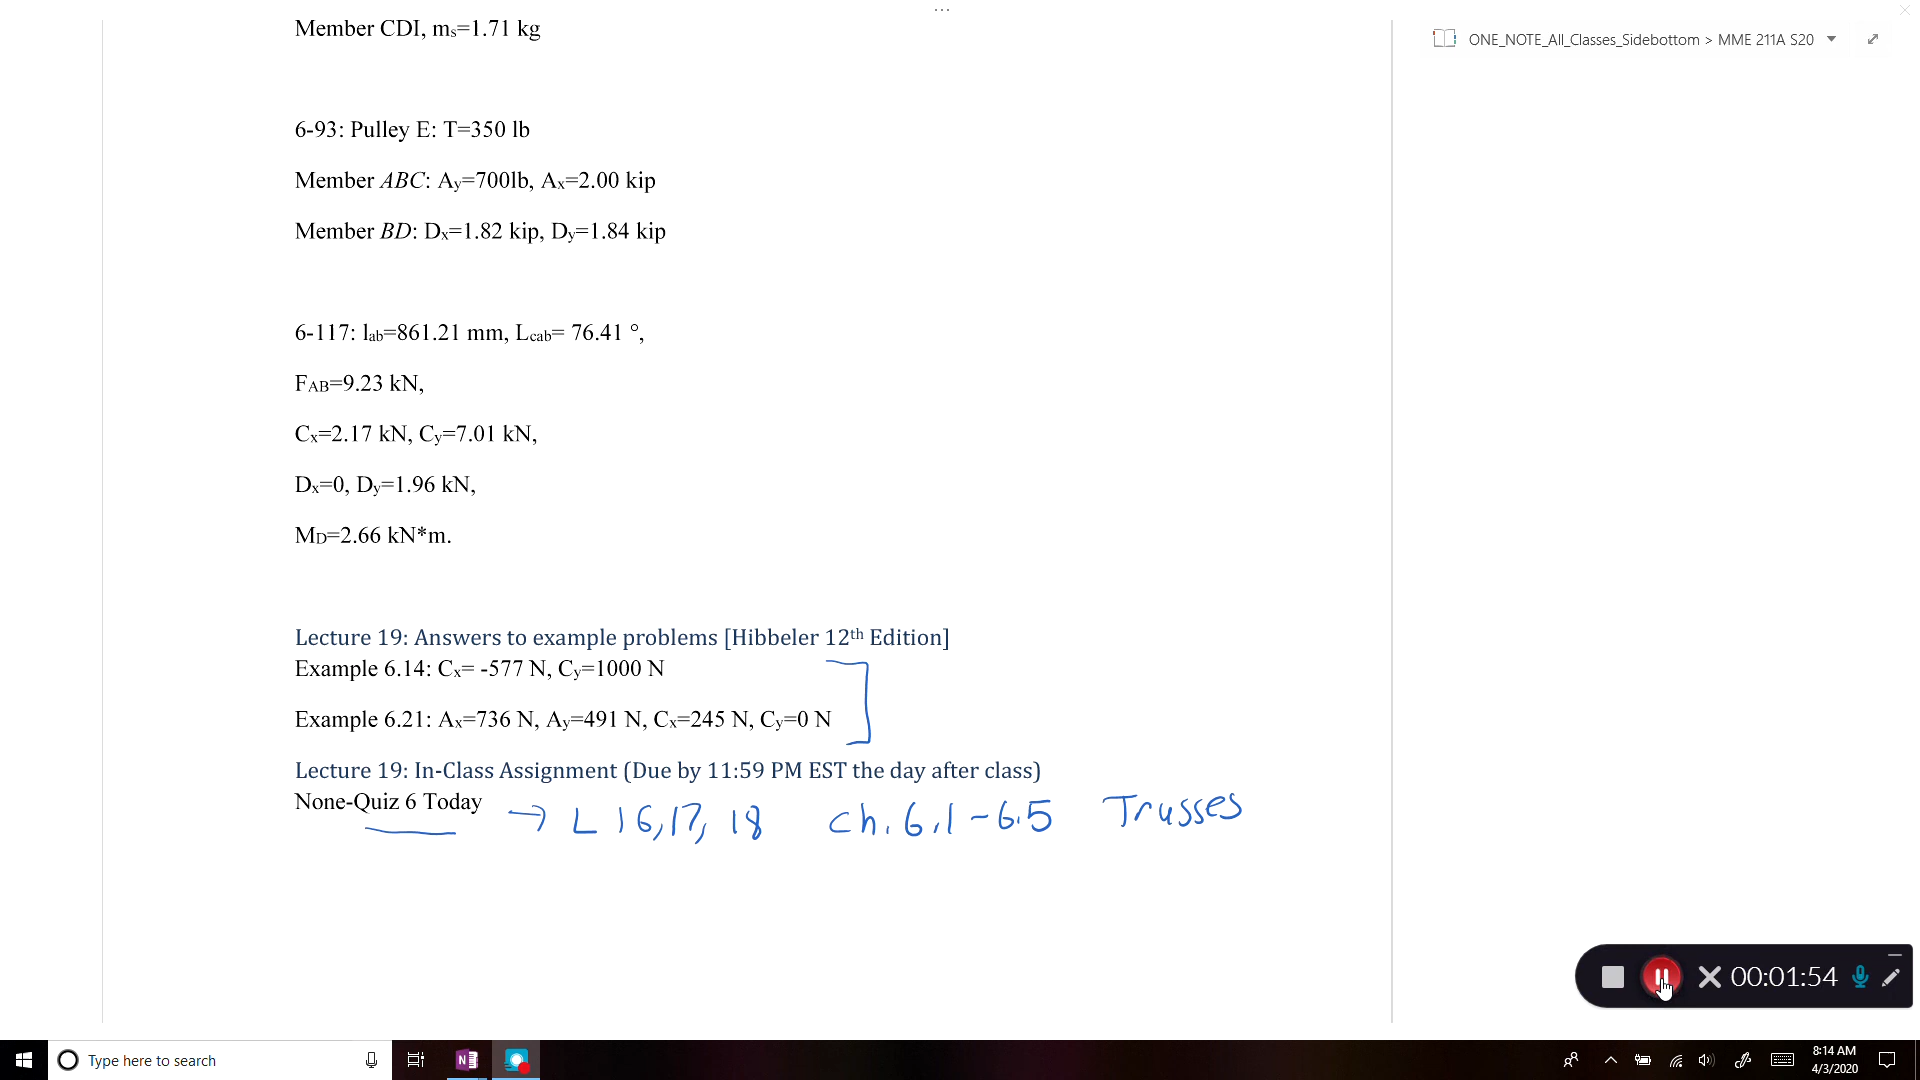 ...
Member CDI, ms=1.71 kg
ONE_NOTE_All_Classes_Sidebottom > MME 211A S20
6-93: Pulley E: T=350 lb
Member ABC: Ay=700lb, Ax=2.00 kip
Member BD: Dx=1.82 kip, Dy=1.84 kip
6-117: lab=861.21 mm, Lcab= 76.41 °,
FAB=9.23 kN,
Cx=2.17 kN, Cy=7.01 kN,
Dx=0, Dy=1.96 kN,
MD=2.66 kN*m.
Lecture 19: Answers to example problems [Hibbeler 12th Edition]
Example 6.14: Cx= -577 N, Cy=1000 N
Example 6.21: Ax=736 N, Ay=491 N, Cx=245 N, Cy=0 N
Lecture 19: In-Class Assignment (Due by 11:59 PM EST the day after class)
None-Quiz 6 Today → L 16,17, 18 ch. 6.1 - 6.5 Trusses
00:01:54
Type here to search
8:14 AM
4/3/2020